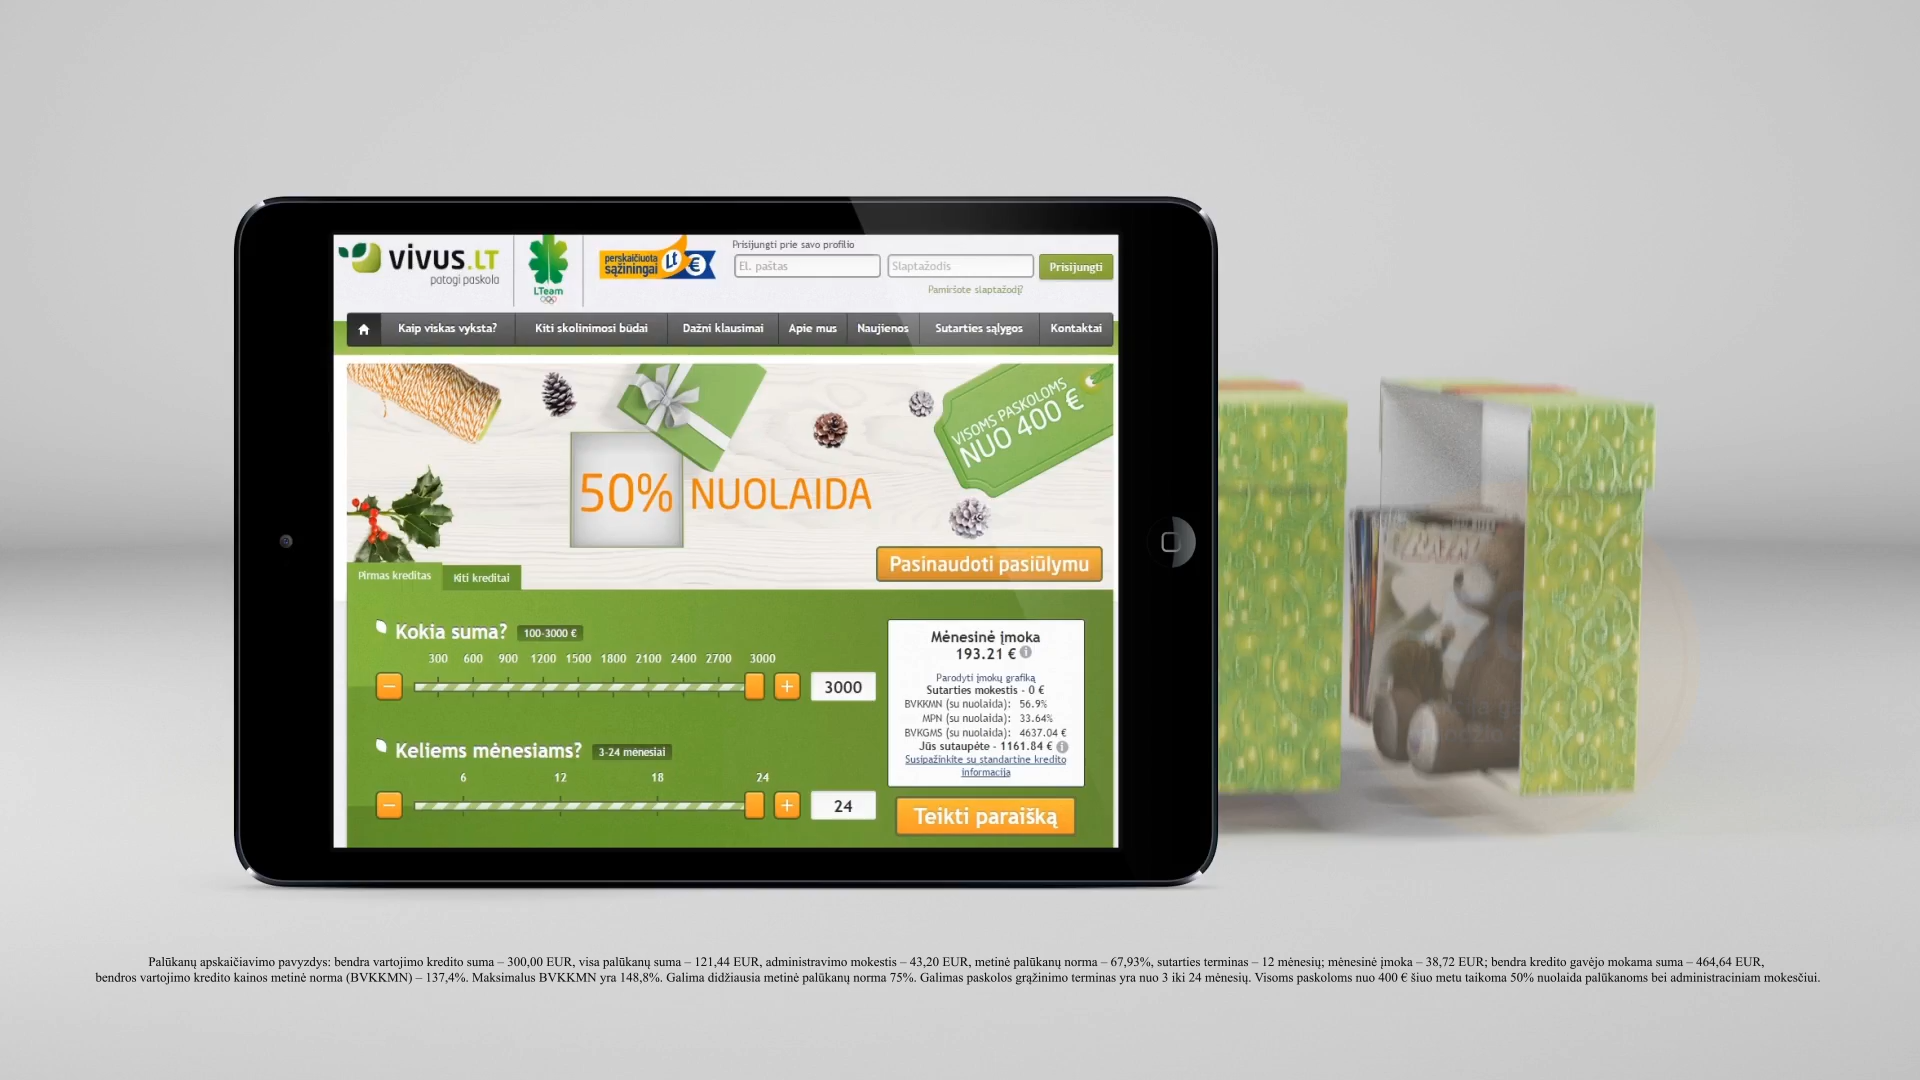 vivus.LT
patogi paskola
LTeam
perskaičiuota
sąžiningai
Lt €
Prisijungti prie savo profilio
El. paštas
Slaptažodis
Prisijungti
Pamiršote slaptažodį?
Kaip viskas vyksta?
Kiti skolinimosi būdai
Dažni klausimai
Apie mus
Naujienos
Sutarties sąlygos
Kontaktai
VISOMS PASKOLOMS
NUO 400 €
50% NUOLAIDA
Pasinaudoti pasiūlymu
Pirmas kreditas
Kiti kreditai
Kokia suma? 100-3000 €
300 600 900 1200 1500 1800 2100 2400 2700 3000
− + 3000
Keliems mėnesiams? 3-24 mėnesiai
6 12 18 24
− + 24
Mėnesinė įmoka
193.21 € i
Parodyti įmokų grafiką
Sutarties mokestis - 0 €
BVKKMN (su nuolaida): 56.9%
MPN (su nuolaida): 33.64%
BVKGMS (su nuolaida): 4637.04 €
Jūs sutaupėte - 1161.84 € i
Susipažinkite su standartine kredito
informacija
Teikti paraišką
Palūkanų apskaičiavimo pavyzdys: bendra vartojimo kredito suma – 300,00 EUR, visa palūkanų suma – 121,44 EUR, administravimo mokestis – 43,20 EUR, metinė palūkanų norma – 67,93%, sutarties terminas – 12 mėnesių; mėnesinė įmoka – 38,72 EUR; bendra kredito gavėjo mokama suma – 464,64 EUR,
bendros vartojimo kredito kainos metinė norma (BVKKMN) – 137,4%. Maksimalus BVKKMN yra 148,8%. Galima didžiausia metinė palūkanų norma 75%. Galimas paskolos grąžinimo terminas yra nuo 3 iki 24 mėnesių. Visoms paskoloms nuo 400 € šiuo metu taikoma 50% nuolaida palūkanoms bei administraciniam mokesčiui.